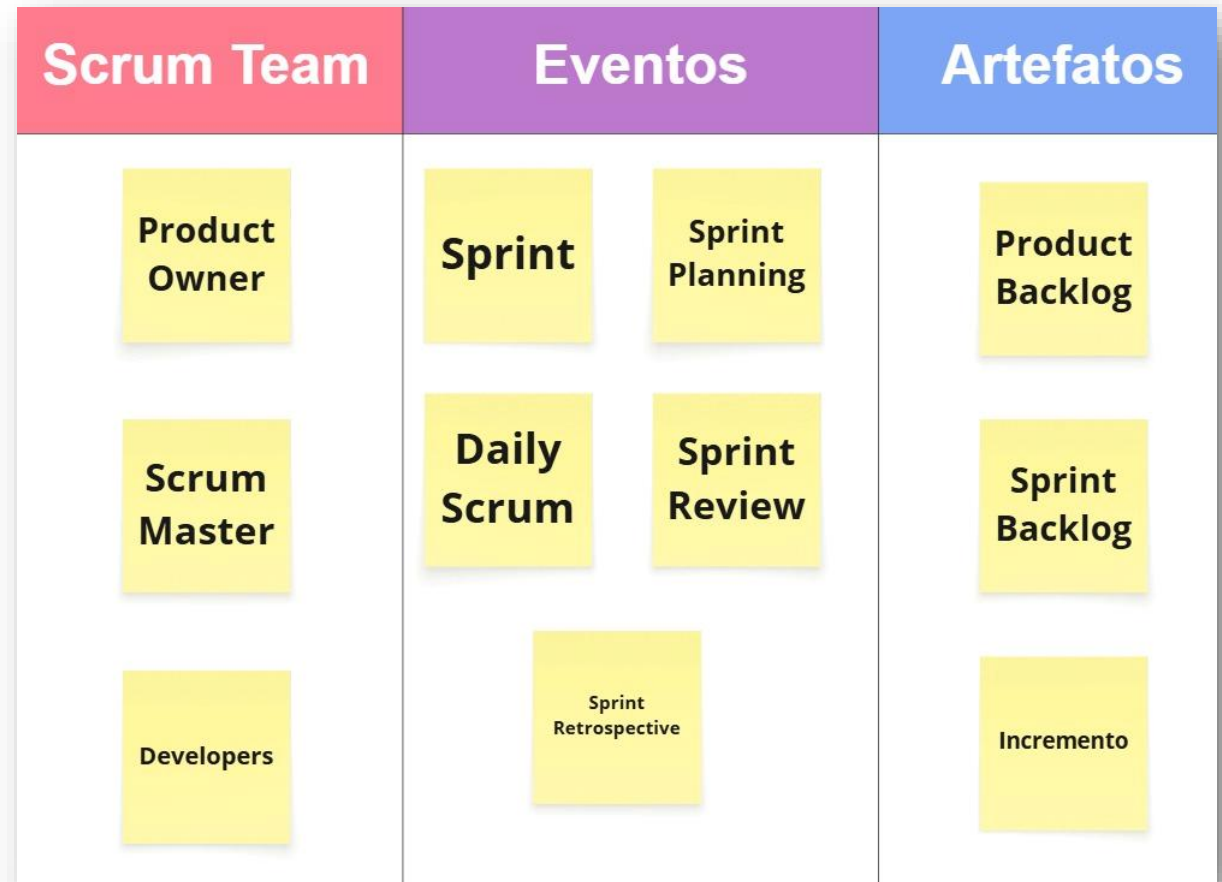 Scrum Team
Eventos
Artefatos
Product
Owner
Scrum
Master
Developers
Sprint
Sprint
Planning
Daily
Scrum
Sprint
Review
Sprint
Retrospective
Product
Backlog
Sprint
Backlog
Incremento